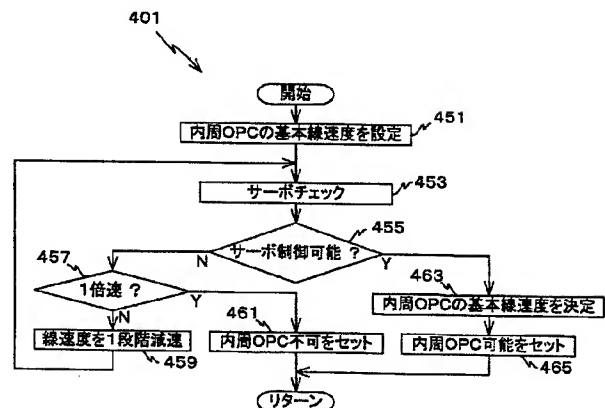 401
開始
内周OPCの基本線速度を設定
451
サーボチェック
453
サーボ制御可能？
455
N
Y
457
1倍速？
Y
N
線速度を1段階減速
459
461
内周OPC不可をセット
463
内周OPCの基本線速度を決定
内周OPC可能をセット
465
リターン